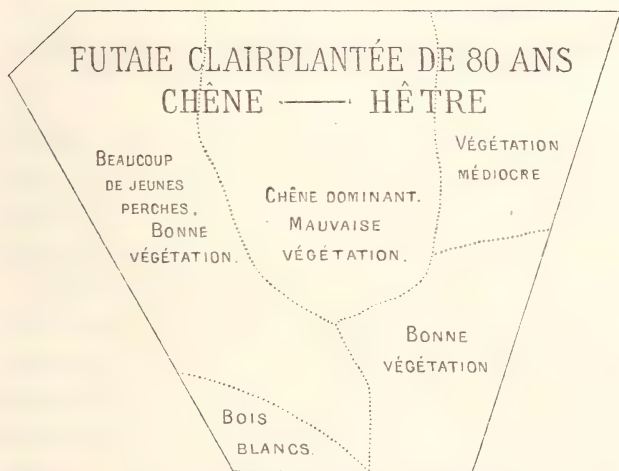 FUTAIE CLAIRPLANTÉE DE 80 ANS
CHÊNE — HÊTRE
BEAUCOUP
DE JEUNES
PERCHES,
BONNE
VÉGÉTATION.
CHÊNE DOMINANT.
MAUVAISE
VÉGÉTATION.
VÉGÉTATION
MÉDIOCRE
BONNE
VÉGÉTATION
BOIS
BLANCS.